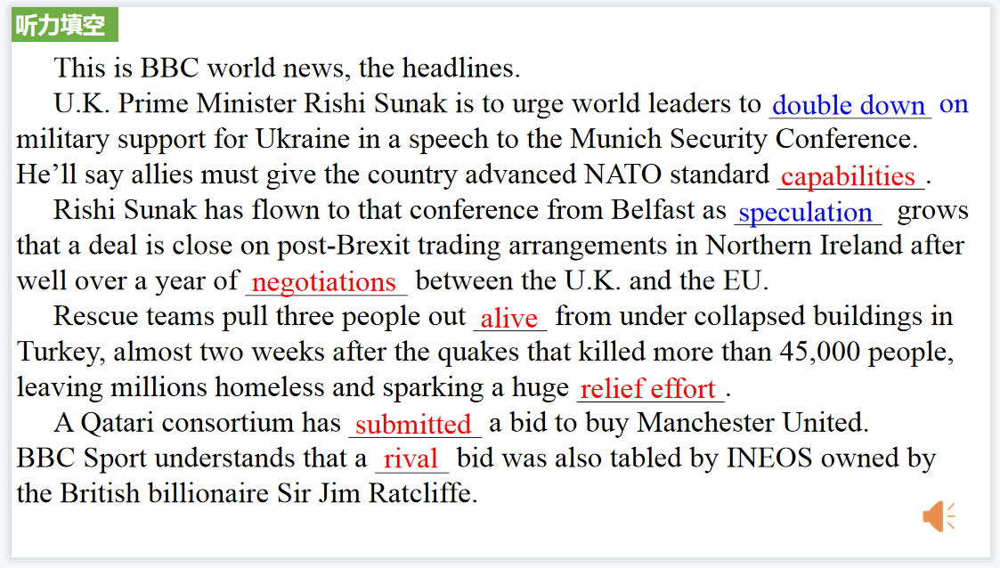 听力填空
This is BBC world news, the headlines.
U.K. Prime Minister Rishi Sunak is to urge world leaders to double down on
military support for Ukraine in a speech to the Munich Security Conference.
He’ll say allies must give the country advanced NATO standard capabilities.
Rishi Sunak has flown to that conference from Belfast as speculation grows
that a deal is close on post-Brexit trading arrangements in Northern Ireland after
well over a year of negotiations between the U.K. and the EU.
Rescue teams pull three people out alive from under collapsed buildings in
Turkey, almost two weeks after the quakes that killed more than 45,000 people,
leaving millions homeless and sparking a huge relief effort.
A Qatari consortium has submitted a bid to buy Manchester United.
BBC Sport understands that a rival bid was also tabled by INEOS owned by
the British billionaire Sir Jim Ratcliffe.